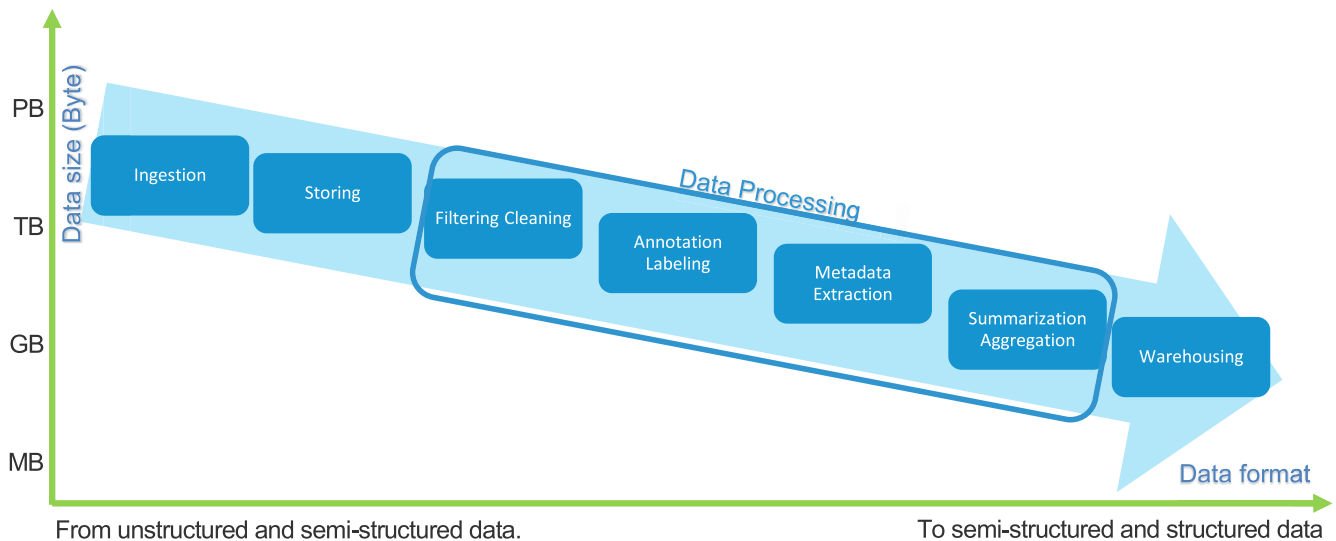 PB
TB
GB
MB
Data size (Byte)
Ingestion
Storing
Data Processing
Filtering Cleaning
Annotation
Labeling
Metadata
Extraction
Summarization
Aggregation
Warehousing
Data format
From unstructured and semi-structured data.
To semi-structured and structured data